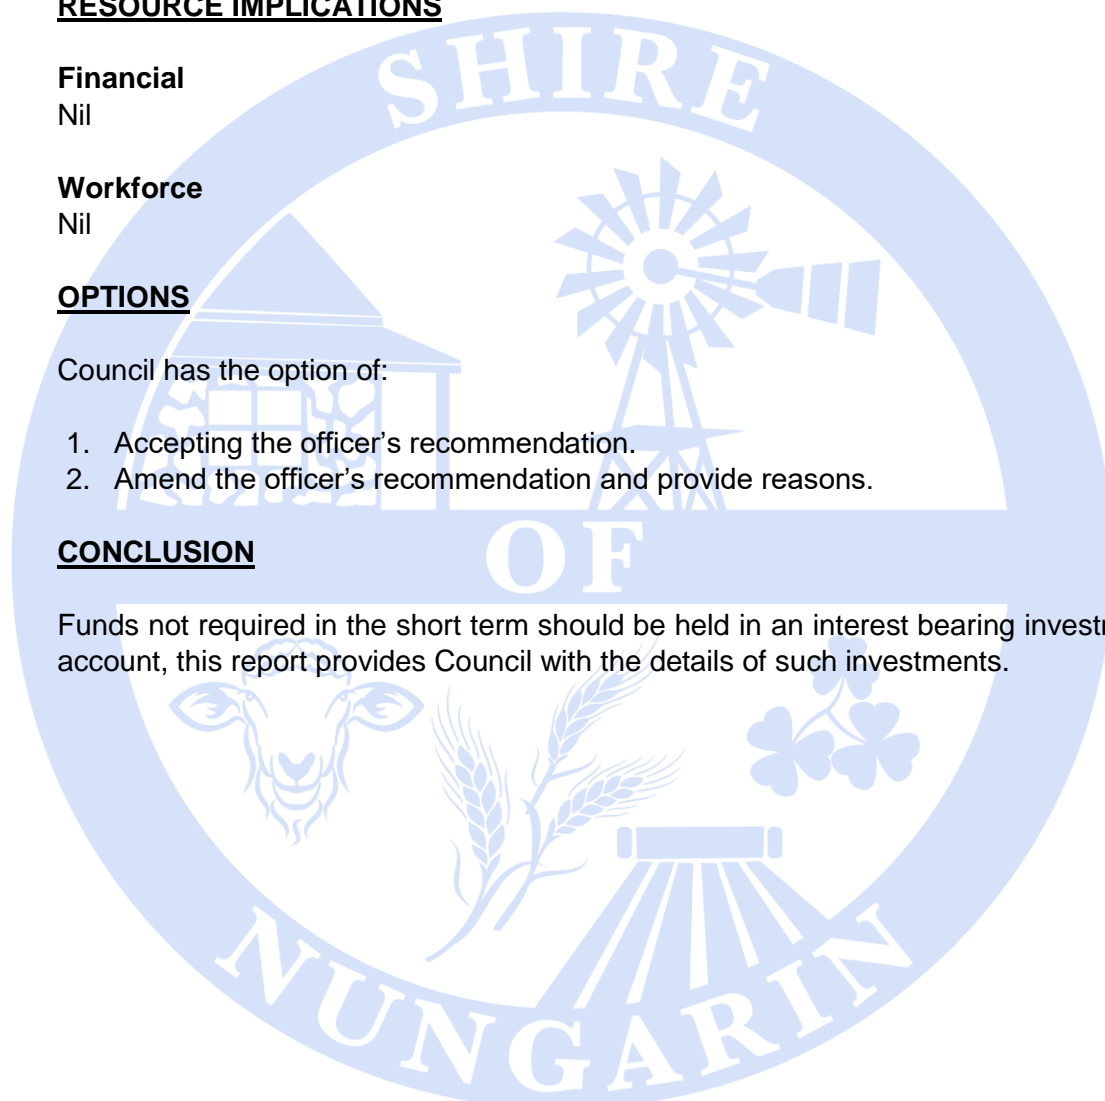 RESOURCE IMPLICATIONS
SHIRE
Financial
Nil
Workforce
Nil
OPTIONS
Council has the option of:
1. Accepting the officer’s recommendation.
2. Amend the officer’s recommendation and provide reasons.
OF
CONCLUSION
Funds not required in the short term should be held in an interest bearing
account, this report provides Council with the details of such investments.
NUNGARIN